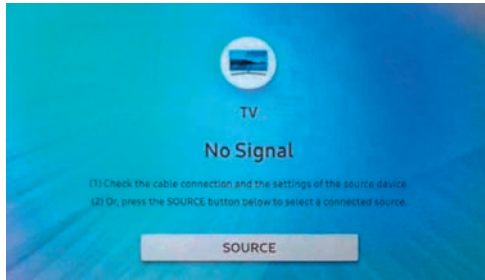 TV
No Signal
(1) Check the cable connection and the settings of the source device.
(2) Or, press the SOURCE button below to select a connected source.
SOURCE